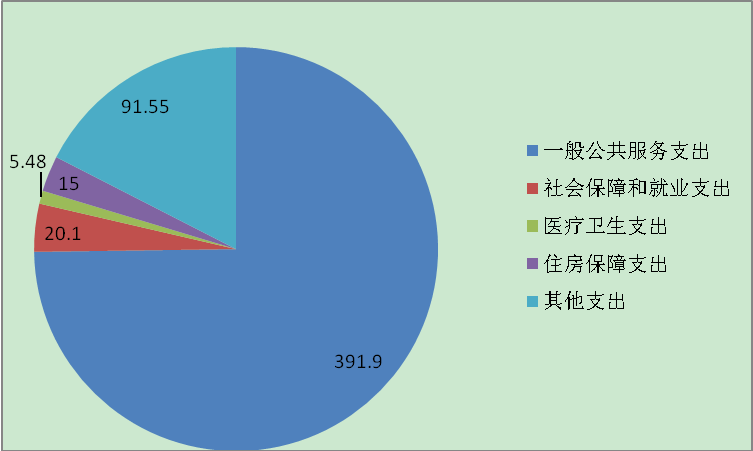 91.55
5.48
15
20.1
391.9
一般公共服务支出
社会保障和就业支出
医疗卫生支出
住房保障支出
其他支出